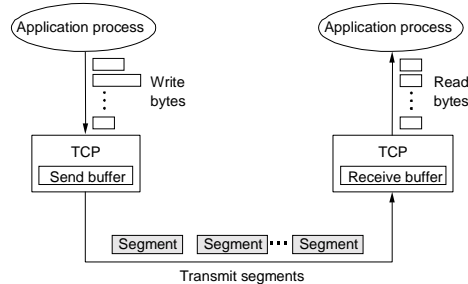 Application process
Application process
Write
bytes
Read
bytes
TCP
Send buffer
TCP
Receive buffer
Segment
Segment
Segment
Transmit segments